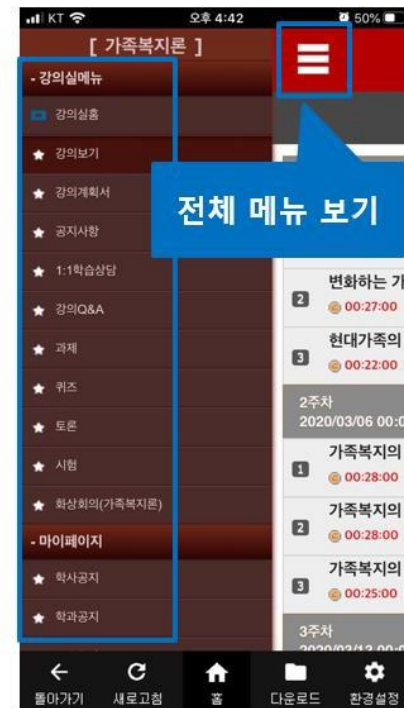 KT
오후 4:42
50%
[ 가족복지론 ]
- 강의실메뉴
강의실홈
강의보기
강의계획서
공지사항
1:1학습상담
강의Q&A
과제
퀴즈
토론
시험
화상회의(가족복지론)
- 마이페이지
학사공지
학과공지
전체 메뉴 보기
변화하는 가
2
00:27:00
현대가족의
3
00:22:00
2주차
2020/03/06 00:0
가족복지의
1
00:28:00
가족복지의
2
00:28:00
가족복지의
3
00:25:00
3주차
돌아가기
새로고침
홈
다운로드
환경설정